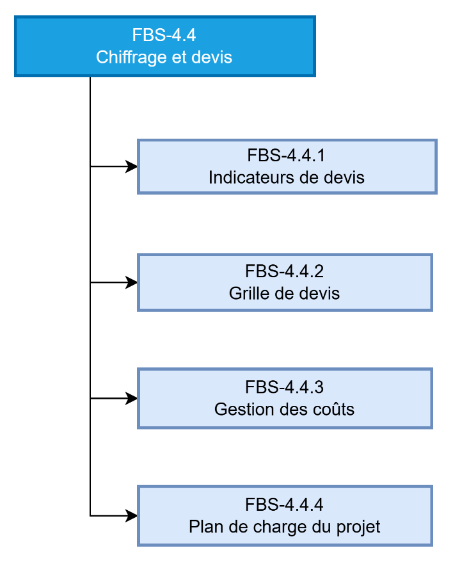 FBS-4.4
Chiffrage et devis
FBS-4.4.1
Indicateurs de devis
FBS-4.4.2
Grille de devis
FBS-4.4.3
Gestion des coûts
FBS-4.4.4
Plan de charge du projet